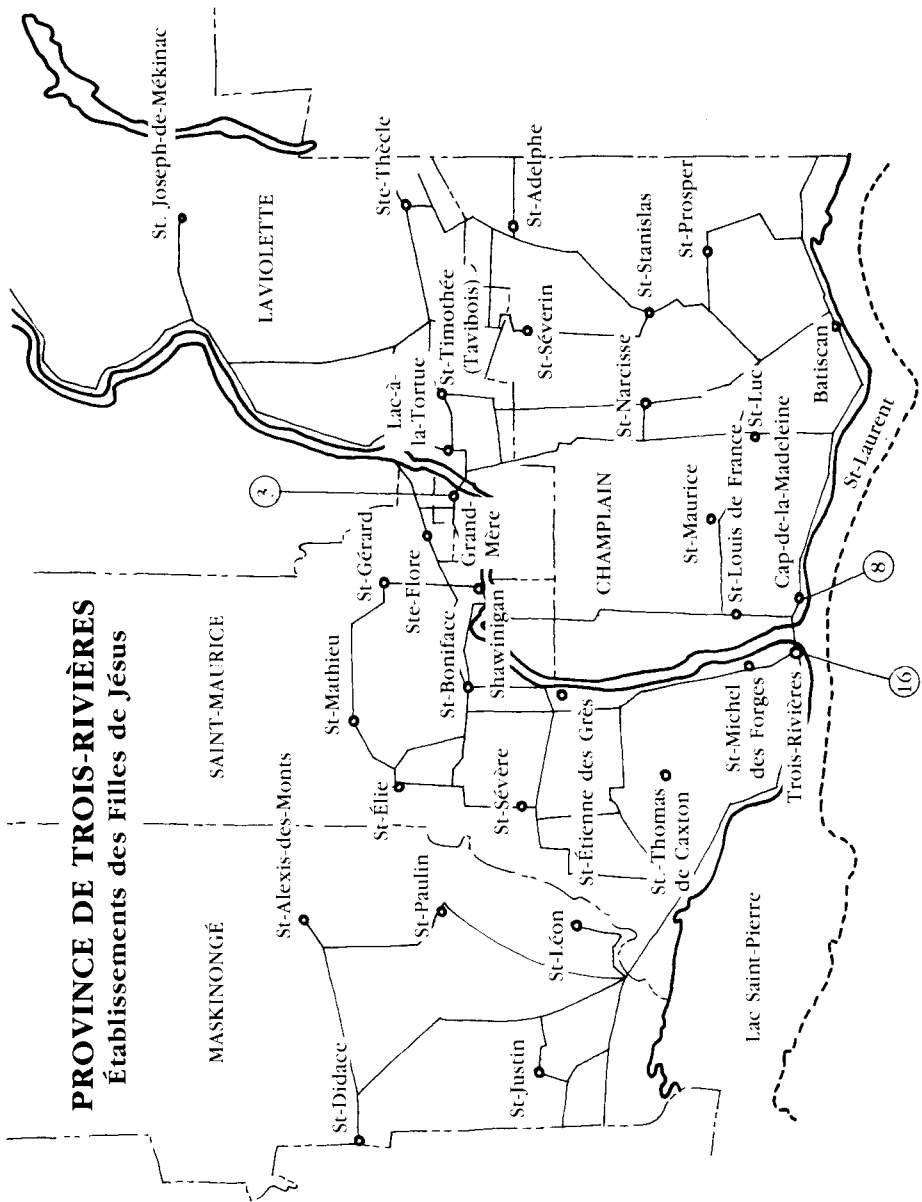 PROVINCE DE TROIS-RIVIÈRES
Établissements des Filles de Jésus
MASKINONGÉ
SAINT-MAURICE
LAVIOLETTE
CHAMPLAIN
St. Joseph-de-Mékinac
St-Alexis-des-Monts
St-Didace
St-Paulin
St-Léon
St-Justin
St-Mathieu
St-Élie
St-Gérard
Ste-Flore
St-Boniface
Shawinigan
Grand-
Mère
3
Lac-à-
la-Tortue
St-Timothée
(Tavibois)
Ste-Thècle
St-Adelphe
St-Séverin
St-Stanislas
St-Prosper
St-Narcisse
St-Luc
Batiscan
St-Maurice
St-Louis de France
Cap-de-la-Madeleine
8
St-Sévère
St-Étienne des Grès
St.-Thomas
de Caxton
St-Michel
des Forges
Trois-Rivières
16
Lac Saint-Pierre
St-Laurent